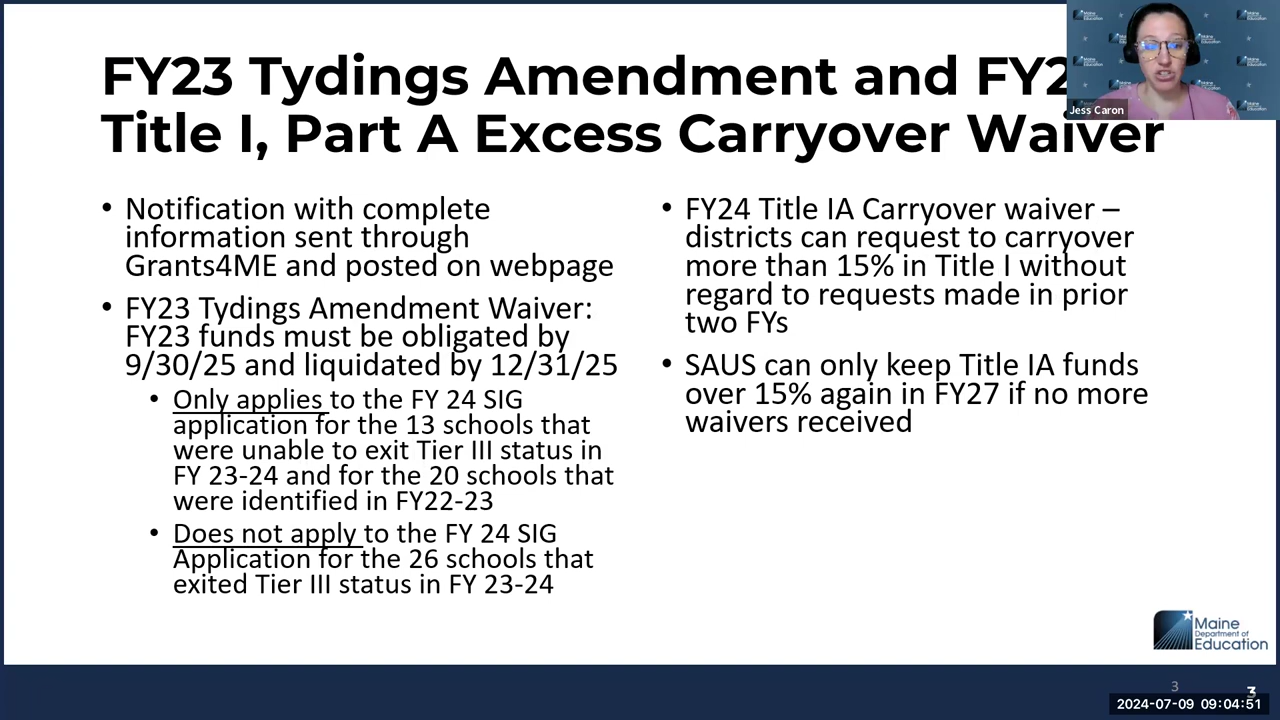 FY23 Tydings Amendment and
Title I, Part A Excess Carryover Waiver
Jess Caron
• Notification with complete
information sent through
Grants4ME and posted on webpage
• FY23 Tydings Amendment Waiver:
FY23 funds must be obligated by
9/30/25 and liquidated by 12/31/25
• Only applies to the FY 24 SIG
application for the 13 schools that
were unable to exit Tier III status in
FY 23-24 and for the 20 schools that
were identified in FY22-23
• Does not apply to the FY 24 SIG
Application for the 26 schools that
exited Tier III status in FY 23-24
• FY24 Title IA Carryover waiver –
districts can request to carryover
more than 15% in Title I without
regard to requests made in prior
two FYs
• SAUS can only keep Title IA funds
over 15% again in FY27 if no more
waivers received
Maine
Department of
Education
3
3
2024-07-09 09:04:51